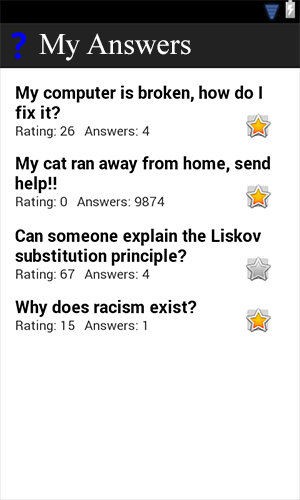 ? My Answers
My computer is broken, how do I
fix it?
Rating: 26 Answers: 4
My cat ran away from home, send
help!!
Rating: 0 Answers: 9874
Can someone explain the Liskov
substitution principle?
Rating: 67 Answers: 4
Why does racism exist?
Rating: 15 Answers: 1